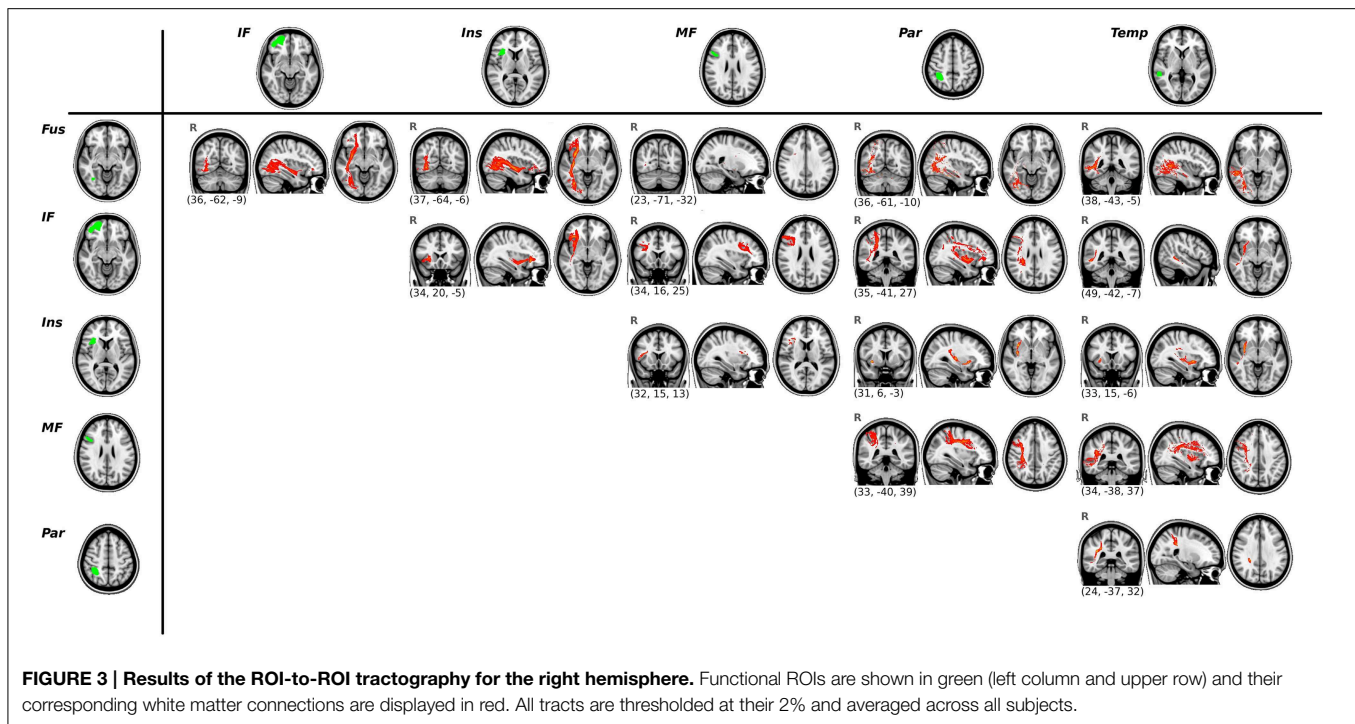 IF Ins MF Par Temp
Fus
R R R R R
(36, -62, -9) (37, -64, -6) (23, -71, -32) (36, -61, -10) (38, -43, -5)
IF
R R R R
(34, 20, -5) (34, 16, 25) (35, -41, 27) (49, -42, -7)
Ins
R R R
(32, 15, 13) (31, 6, -3) (33, 15, -6)
MF
R R
(33, -40, 39) (34, -38, 37)
Par
R
(24, -37, 32)
FIGURE 3 | Results of the ROI-to-ROI tractography for the right hemisphere. Functional ROIs are shown in green (left column and upper row) and their
corresponding white matter connections are displayed in red. All tracts are thresholded at their 2% and averaged across all subjects.